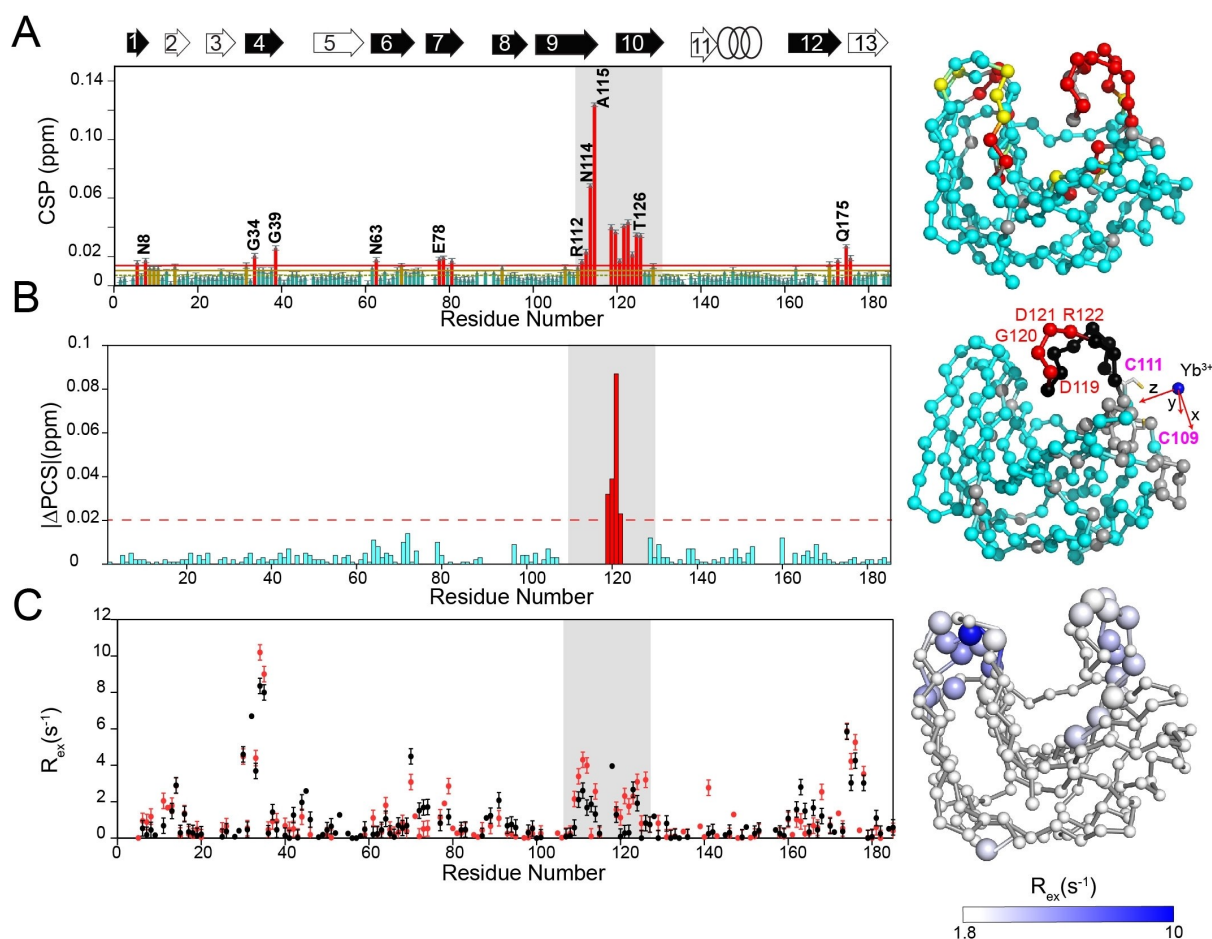 A
1 2 3 4 5 6 7 8 9 10 11 12 13
0.14
0.10
0.06
0.02
0
CSP (ppm)
N8 G34 G39 N63 E78 R112 N114 A115 T126 Q175
0 20 40 60 80 100 120 140 160 180
Residue Number
B
0.1
0.08
0.06
0.04
0.02
0
|ΔPCS|(ppm)
20 40 60 80 100 120 140 160 180
Residue Number
D121 R122
G120
D119
C111
Yb³⁺
z
y
x
C109
C
12
10
8
6
4
2
0
Rex(s⁻¹)
0 20 40 60 80 100 120 140 160 180
Residue Number
Rex(s⁻¹)
1.8 10